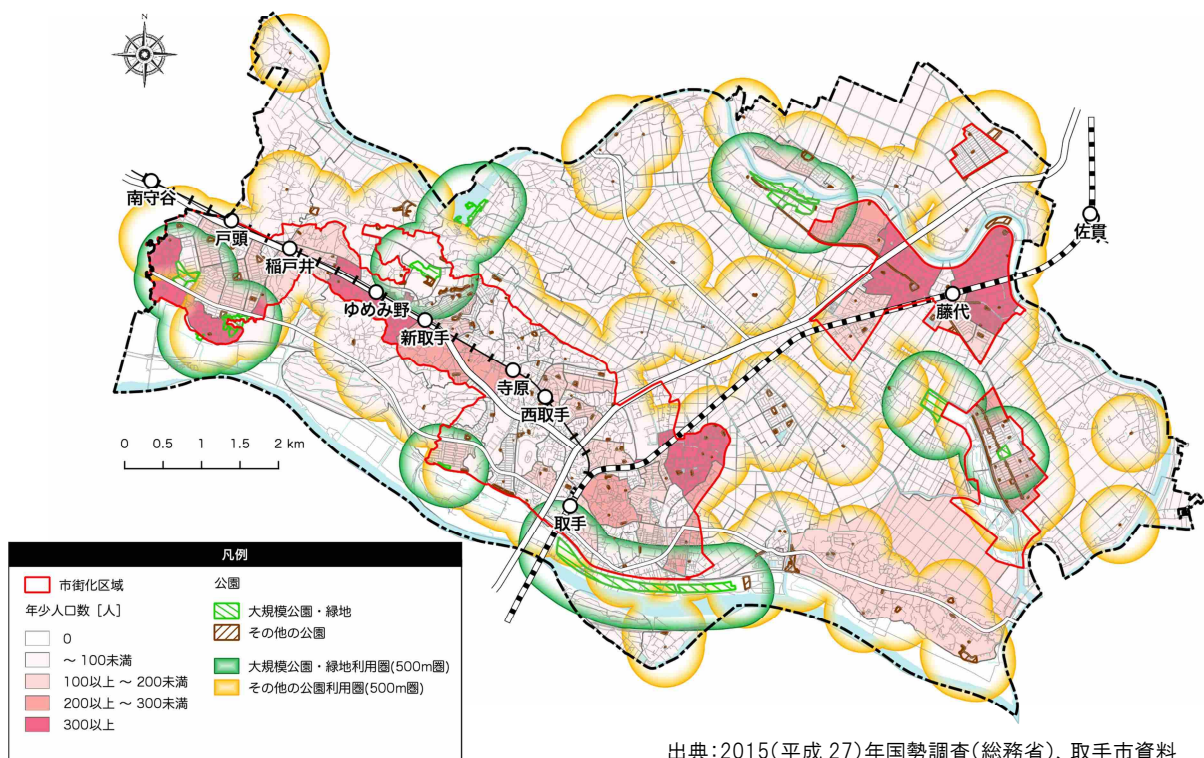 N
南守谷
戸頭
稲戸井
ゆめみ野
新取手
寺原
西取手
取手
藤代
佐貫
0 0.5 1 1.5 2 km
凡例
市街化区域
年少人口数 [人]
0
～ 100未満
100以上 ～ 200未満
200以上 ～ 300未満
300以上
公園
大規模公園・緑地
その他の公園
大規模公園・緑地利用圏(500m圏)
その他の公園利用圏(500m圏)
出典：2015(平成 27)年国勢調査(総務省)、取手市資料